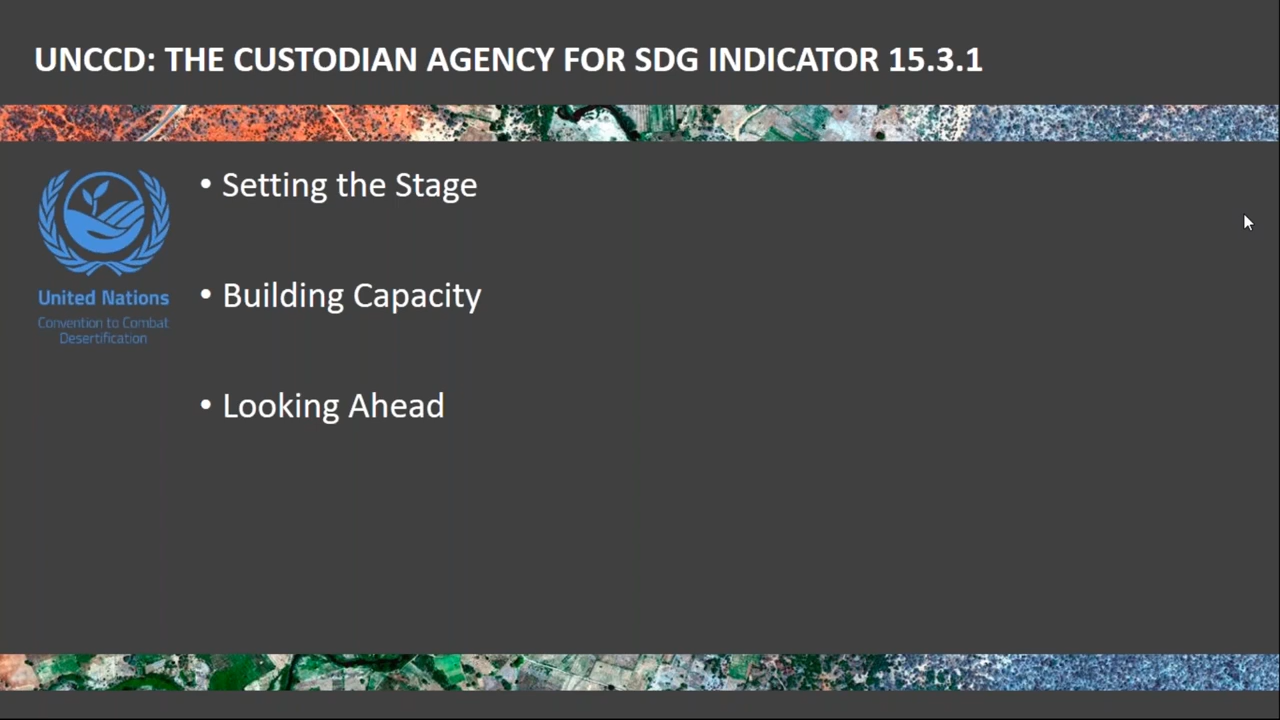 UNCCD: THE CUSTODIAN AGENCY FOR SDG INDICATOR 15.3.1
• Setting the Stage
• Building Capacity
• Looking Ahead
United Nations
Convention to Combat
Desertification